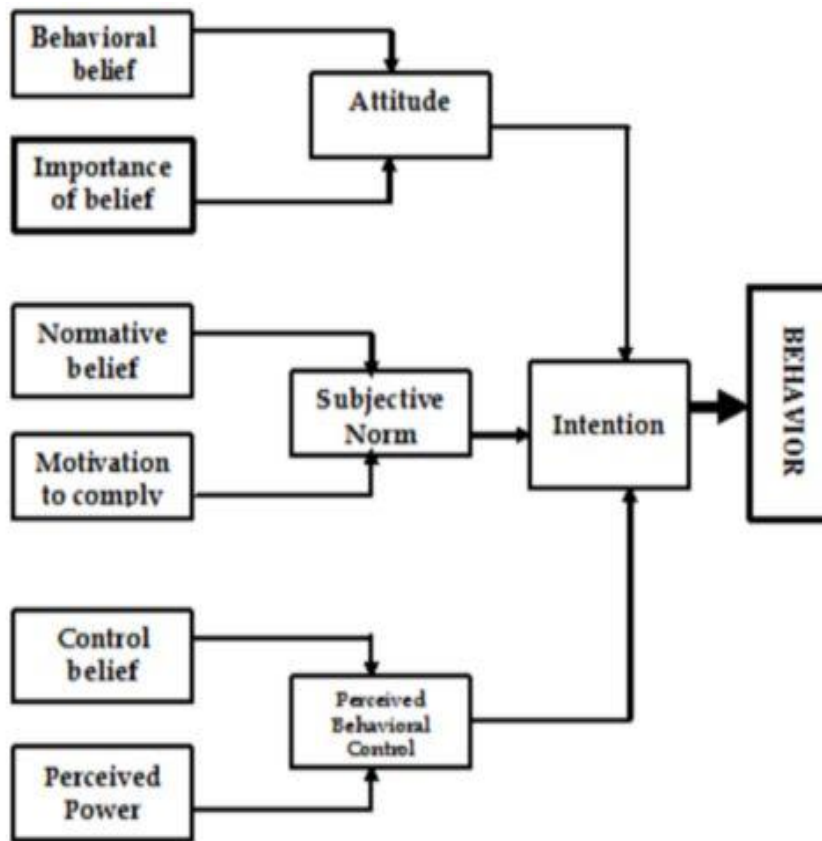 Behavioral
belief
Attitude
Importance
of belief
Normative
belief
Subjective
Norm
Motivation
to comply
Intention
BEHAVIOR
Control
belief
Perceived
Behavioral
Control
Perceived
Power